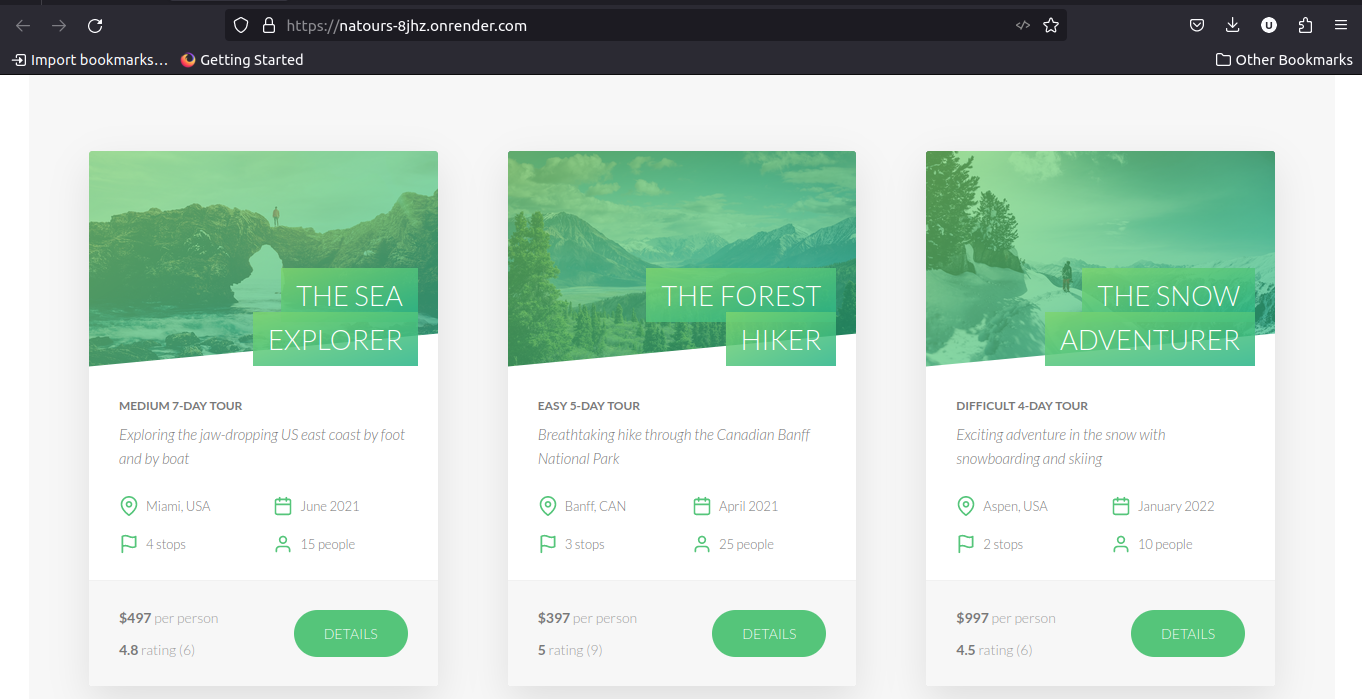 https://natours-8jhz.onrender.com
U
Import bookmarks…
Getting Started
Other Bookmarks
THE SEA
EXPLORER
MEDIUM 7-DAY TOUR
Exploring the jaw-dropping US east coast by foot
and by boat
Miami, USA
June 2021
4 stops
15 people
$497 per person
4.8 rating (6)
DETAILS
THE FOREST
HIKER
EASY 5-DAY TOUR
Breathtaking hike through the Canadian Banff
National Park
Banff, CAN
April 2021
3 stops
25 people
$397 per person
5 rating (9)
DETAILS
THE SNOW
ADVENTURER
DIFFICULT 4-DAY TOUR
Exciting adventure in the snow with
snowboarding and skiing
Aspen, USA
January 2022
2 stops
10 people
$997 per person
4.5 rating (6)
DETAILS